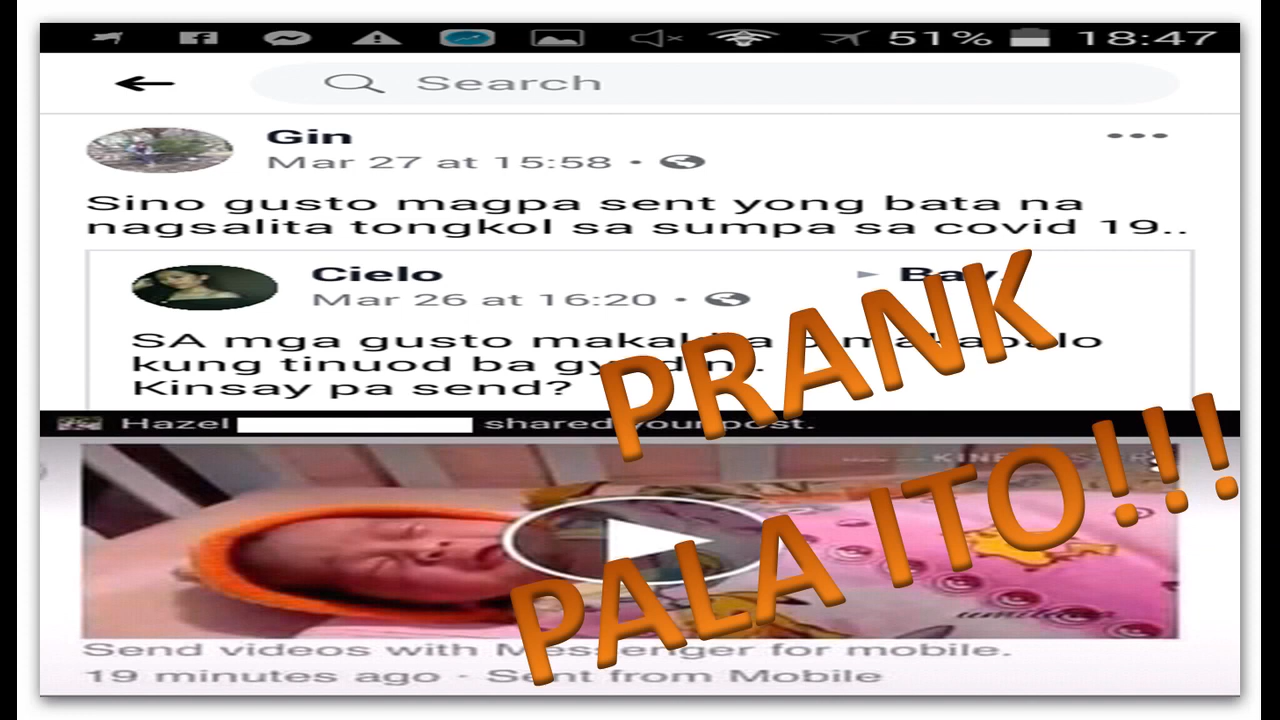 51% 18:47
Search
Gin
Mar 27 at 15:58
Sino gusto magpa sent yong bata na
nagsalita tongkol sa sumpa sa covid 19..
Cielo
Mar 26 at 16:20
SA mga gusto
kung tinuod ba
Kinsay pa send?
PRANK
Hazel shared your post.
PALA ITO!!!
Send videos with Messenger for mobile.
19 minutes ago · Sent from Mobile